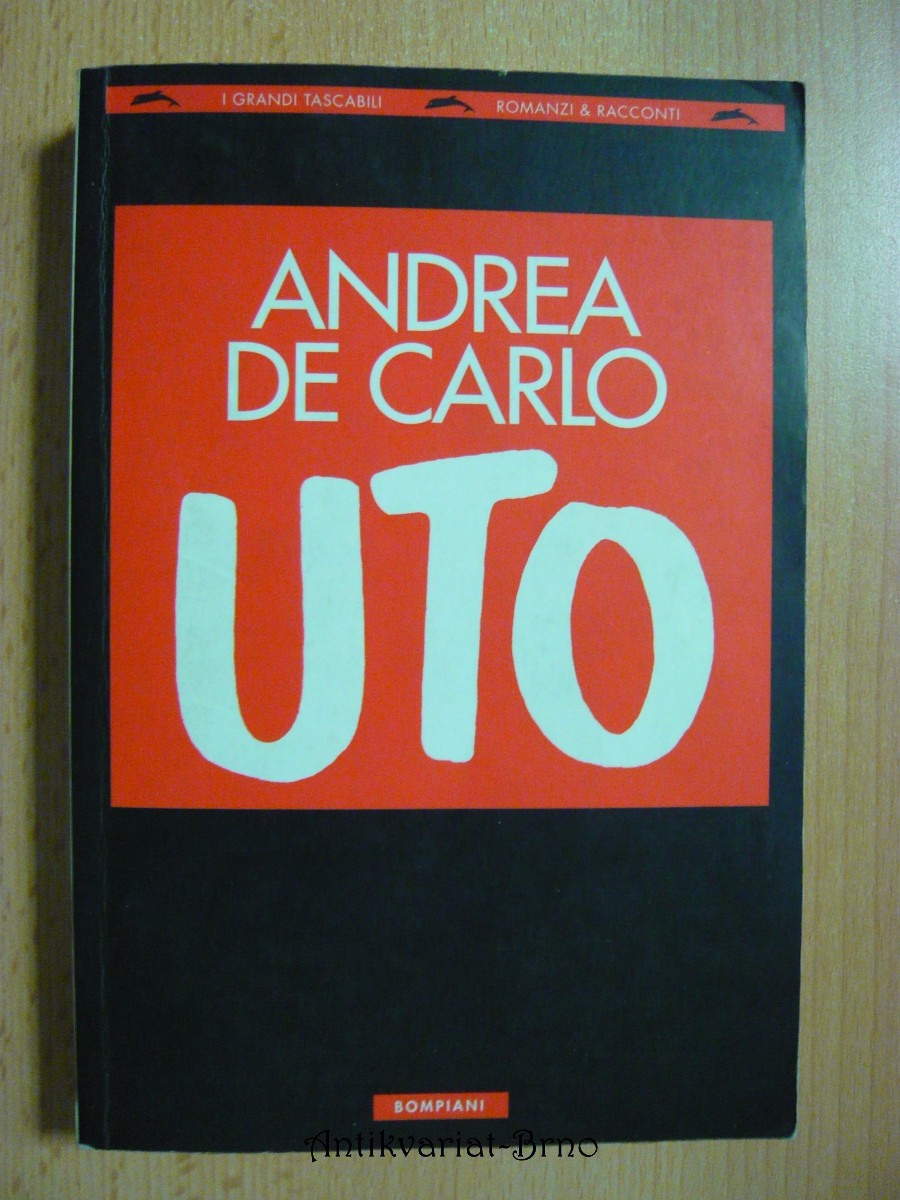 I GRANDI TASCABILI ROMANZI & RACCONTI
ANDREA
DE CARLO
UTO
BOMPIANI
Antikvariat-Brno